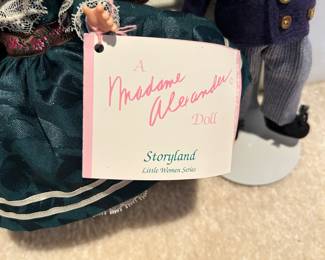 A
Madame
Alexander
Doll
Storyland
Little Women Series